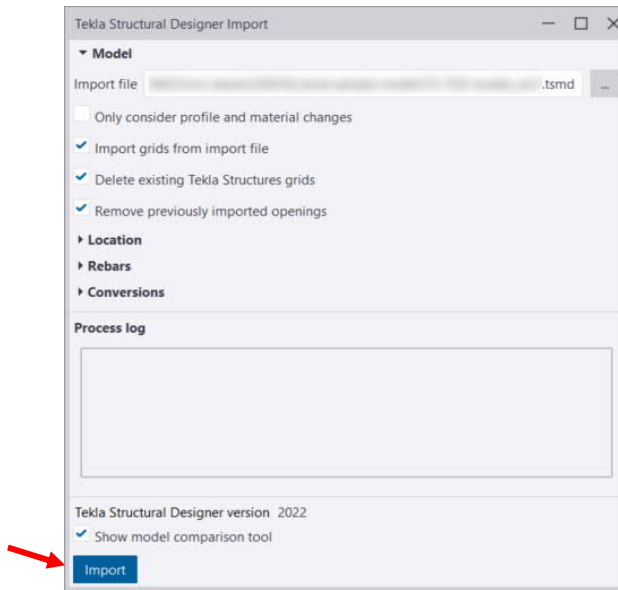 Tekla Structural Designer Import
Model
Import file .tsmd ...
Only consider profile and material changes
Import grids from import file
Delete existing Tekla Structures grids
Remove previously imported openings
Location
Rebars
Conversions
Process log
Tekla Structural Designer version 2022
Show model comparison tool
Import